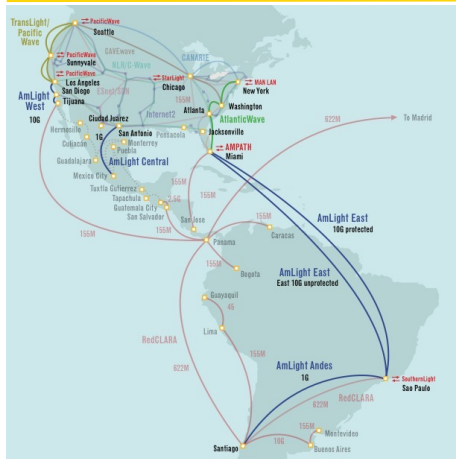 TransLight/
Pacific
Wave
PacificWave
Seattle
PacificWave
Sunnyvale
CAVEwave
CANARIE
NLR/C-Wave
PacificWave
Los Angeles
San Diego
Tijuana
StarLight
Chicago
MAN LAN
New York
155M
Internet2
Atlanta
Washington
AtlanticWave
AmLight
West
10G
Ciudad Juárez
1G
San Antonio
Pensacola
Jacksonville
622M
To Madrid
Hermosillo
Culiacán
Monterrey
Puebla
Guadalajara
AmLight Central
AMPATH
Miami
Mexico City
Tuxtla Gutierrez
Tapachula
Guatemala City
San Salvador
155M
155M
155M
San Jose
155M
Panama
155M
Caracas
155M
Bogota
AmLight East
10G protected
AmLight East
East 10G unprotected
Guayaquil
45
Lima
155M
RedCLARA
622M
AmLight Andes
1G
SouthernLight
Sao Paulo
RedCLARA
622M
155M
Montevideo
10G
Santiago
Buenos Aires